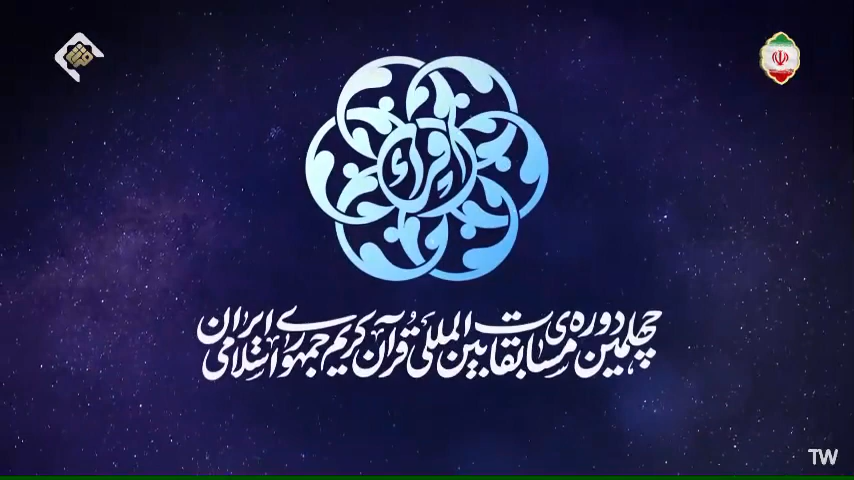 اقرأ
چهلمین دوره‌ی مسابقات بین المللی قرآن کریم جمهوری اسلامی ایران
TW